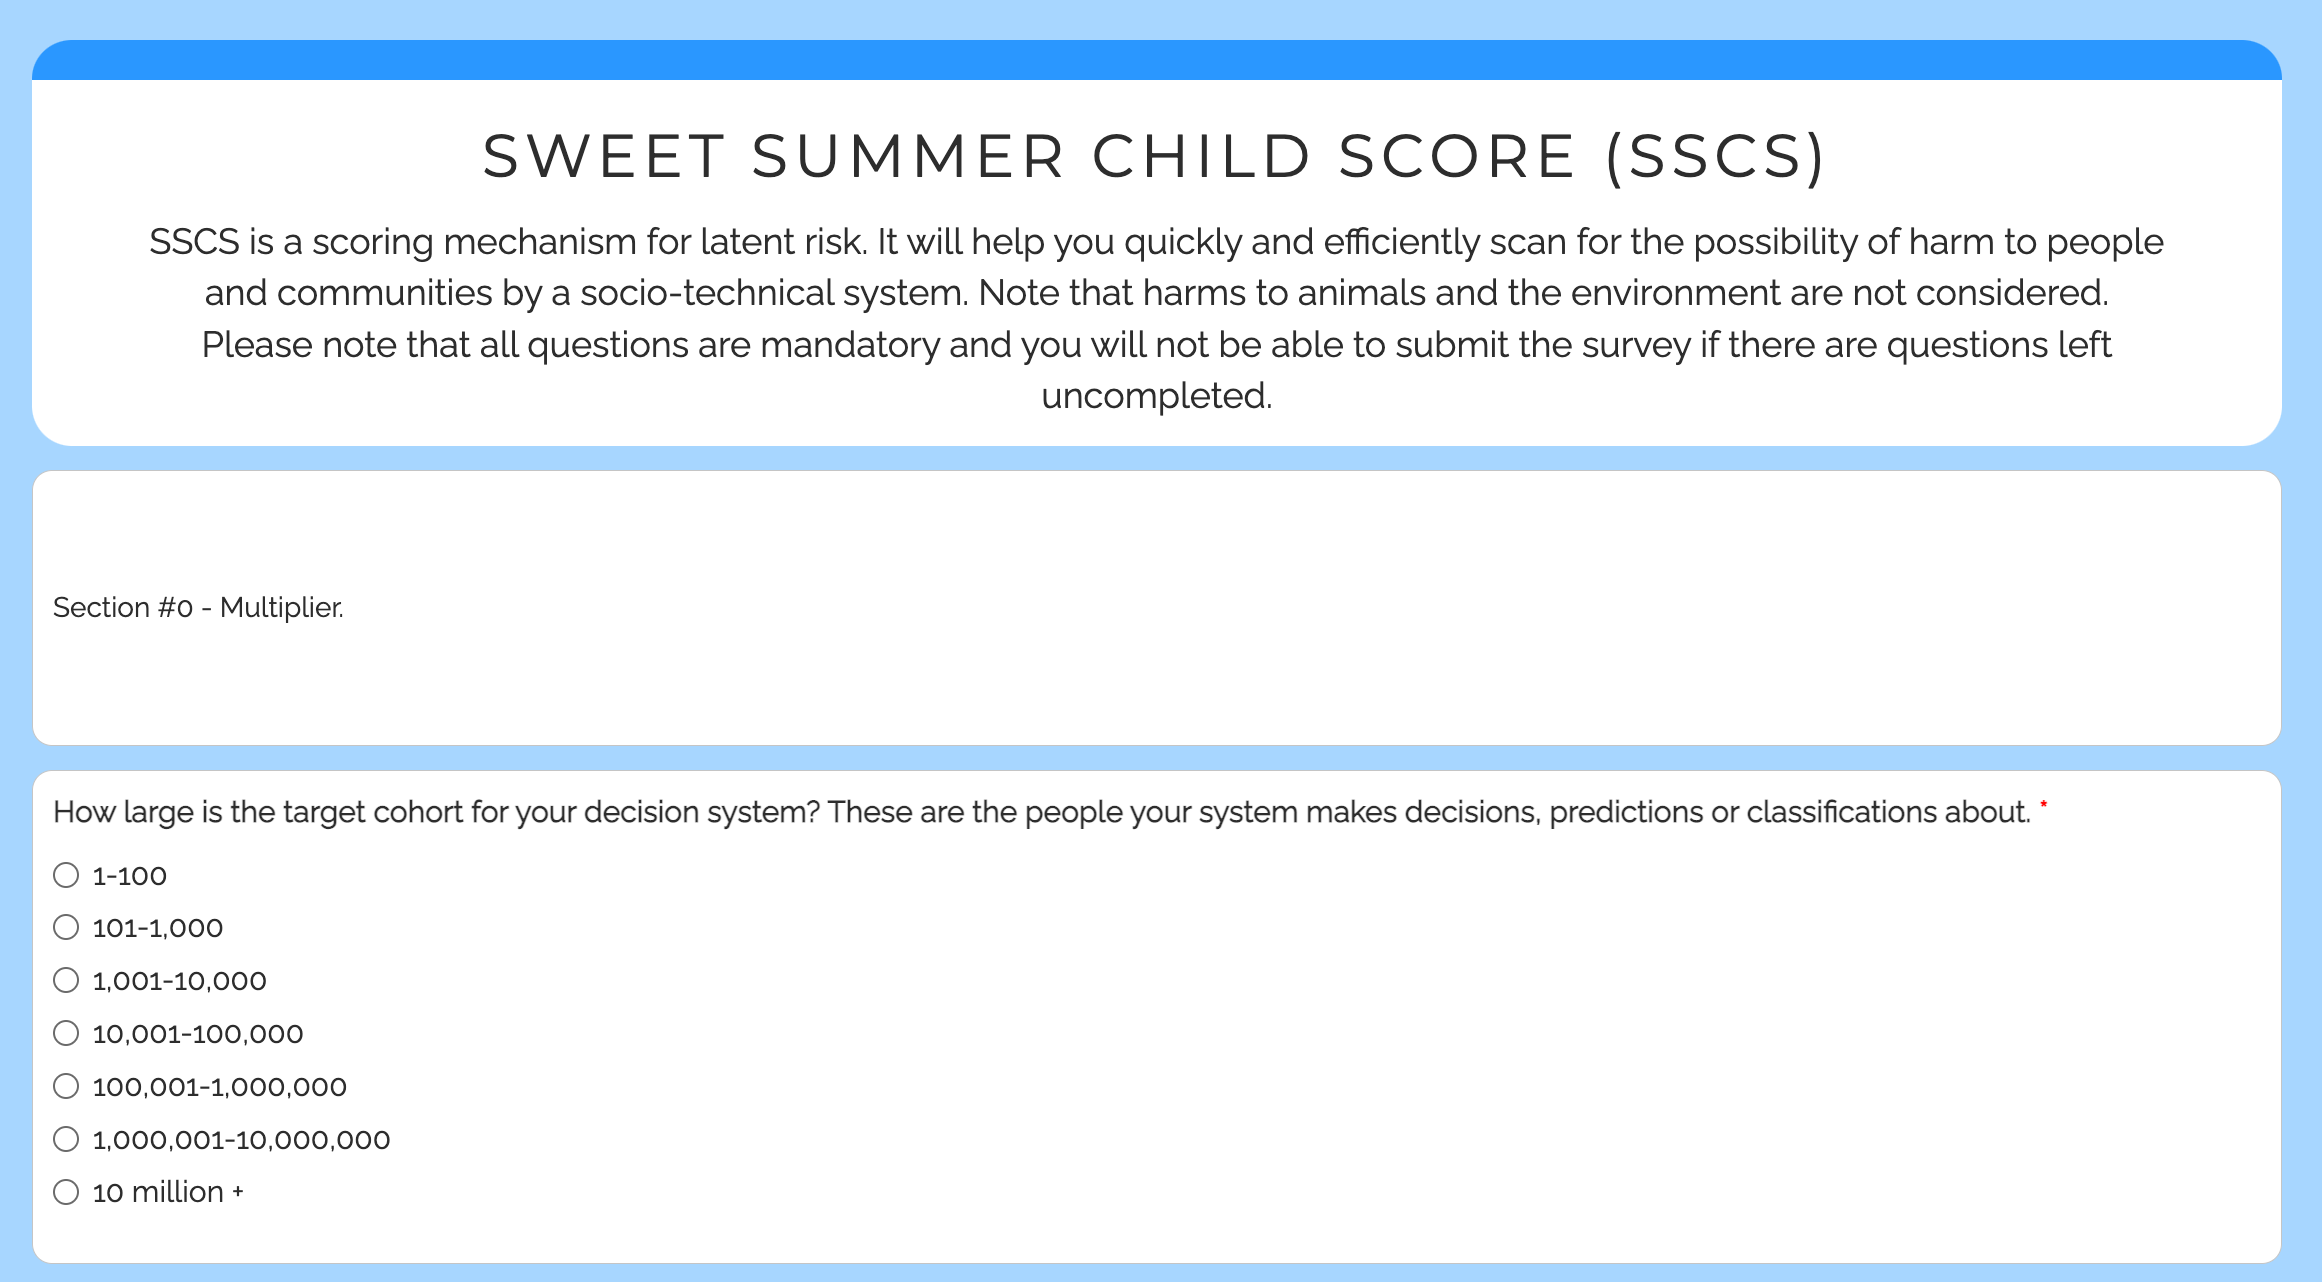 SWEET SUMMER CHILD SCORE (SSCS)
SSCS is a scoring mechanism for latent risk. It will help you quickly and efficiently scan for the possibility of harm to people
and communities by a socio-technical system. Note that harms to animals and the environment are not considered.
Please note that all questions are mandatory and you will not be able to submit the survey if there are questions left
uncompleted.
Section #0 - Multiplier.
How large is the target cohort for your decision system? These are the people your system makes decisions, predictions or classifications about. *
1-100
101-1,000
1,001-10,000
10,001-100,000
100,001-1,000,000
1,000,001-10,000,000
10 million +